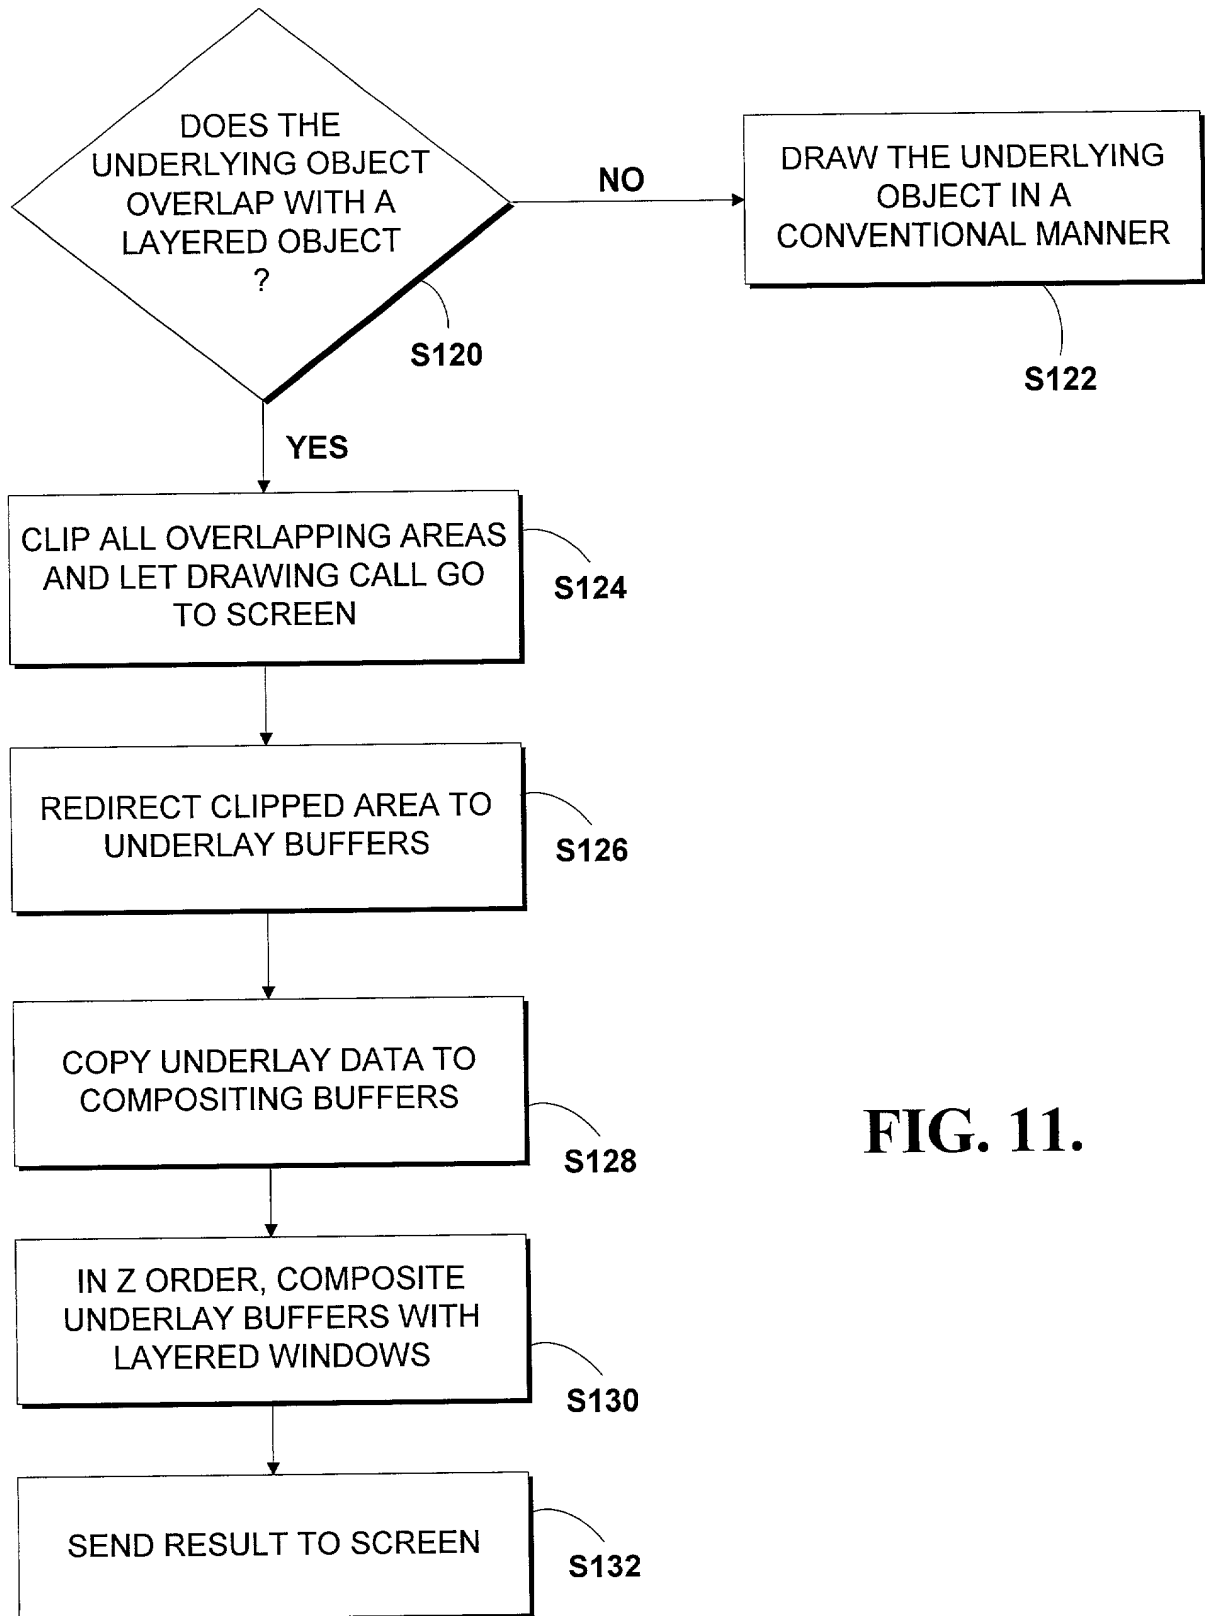 DOES THE
UNDERLYING OBJECT
OVERLAP WITH A
LAYERED OBJECT
?
S120
NO
DRAW THE UNDERLYING
OBJECT IN A
CONVENTIONAL MANNER
S122
YES
CLIP ALL OVERLAPPING AREAS
AND LET DRAWING CALL GO
TO SCREEN
S124
REDIRECT CLIPPED AREA TO
UNDERLAY BUFFERS
S126
COPY UNDERLAY DATA TO
COMPOSITING BUFFERS
S128
FIG. 11.
IN Z ORDER, COMPOSITE
UNDERLAY BUFFERS WITH
LAYERED WINDOWS
S130
SEND RESULT TO SCREEN
S132